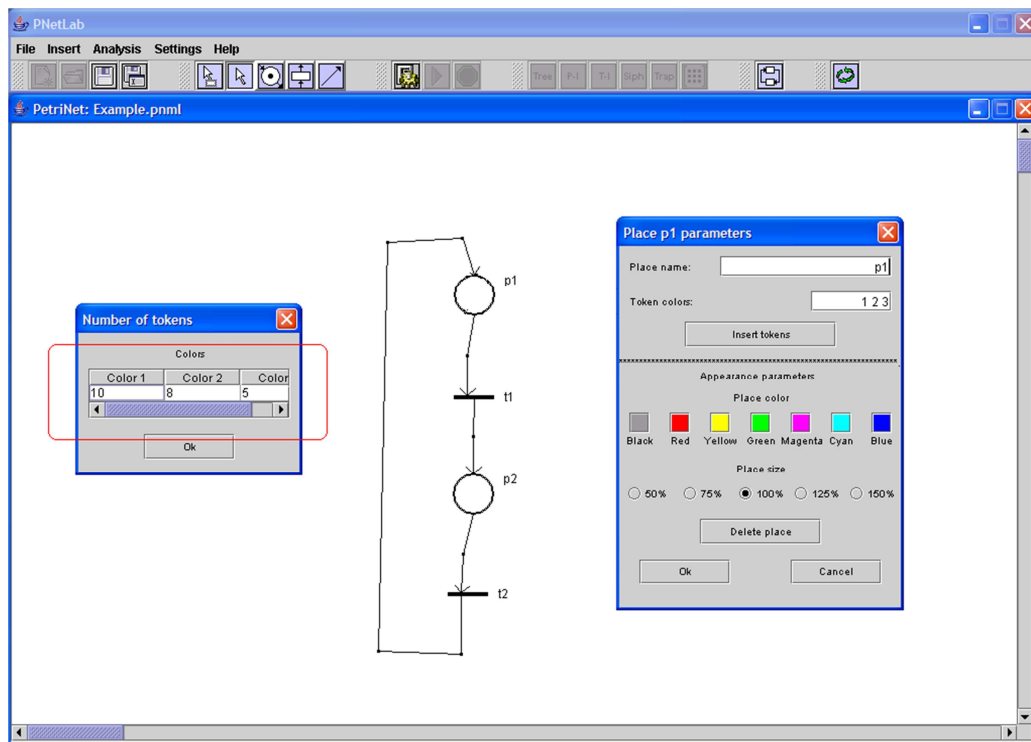 PNetLab
File Insert Analysis Settings Help
Tree P-I T-I Siph Trap
PetriNet: Example.pnml
Number of tokens
Colors
Color 1 Color 2 Color
10 8 5
Ok
p1
t1
p2
t2
Place p1 parameters
Place name: p1
Token colors: 1 2 3
Insert tokens
Appearance parameters
Place color
Black Red Yellow Green Magenta Cyan Blue
Place size
50% 75% 100% 125% 150%
Delete place
Ok Cancel